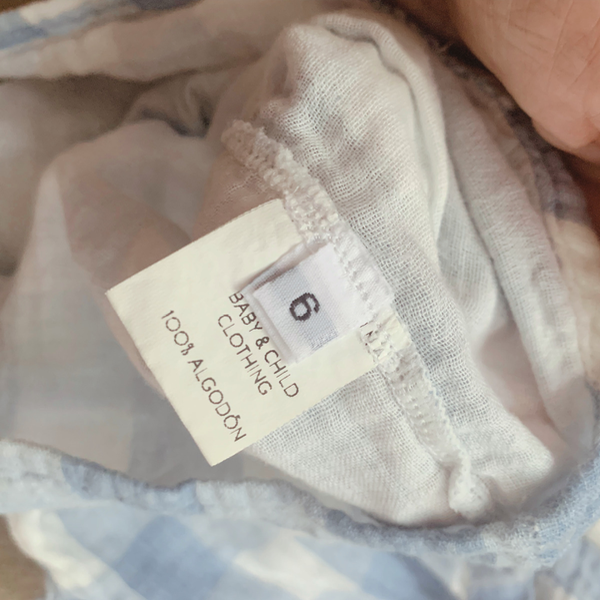 6
BABY & CHILD
CLOTHING
100% ALGODÓN